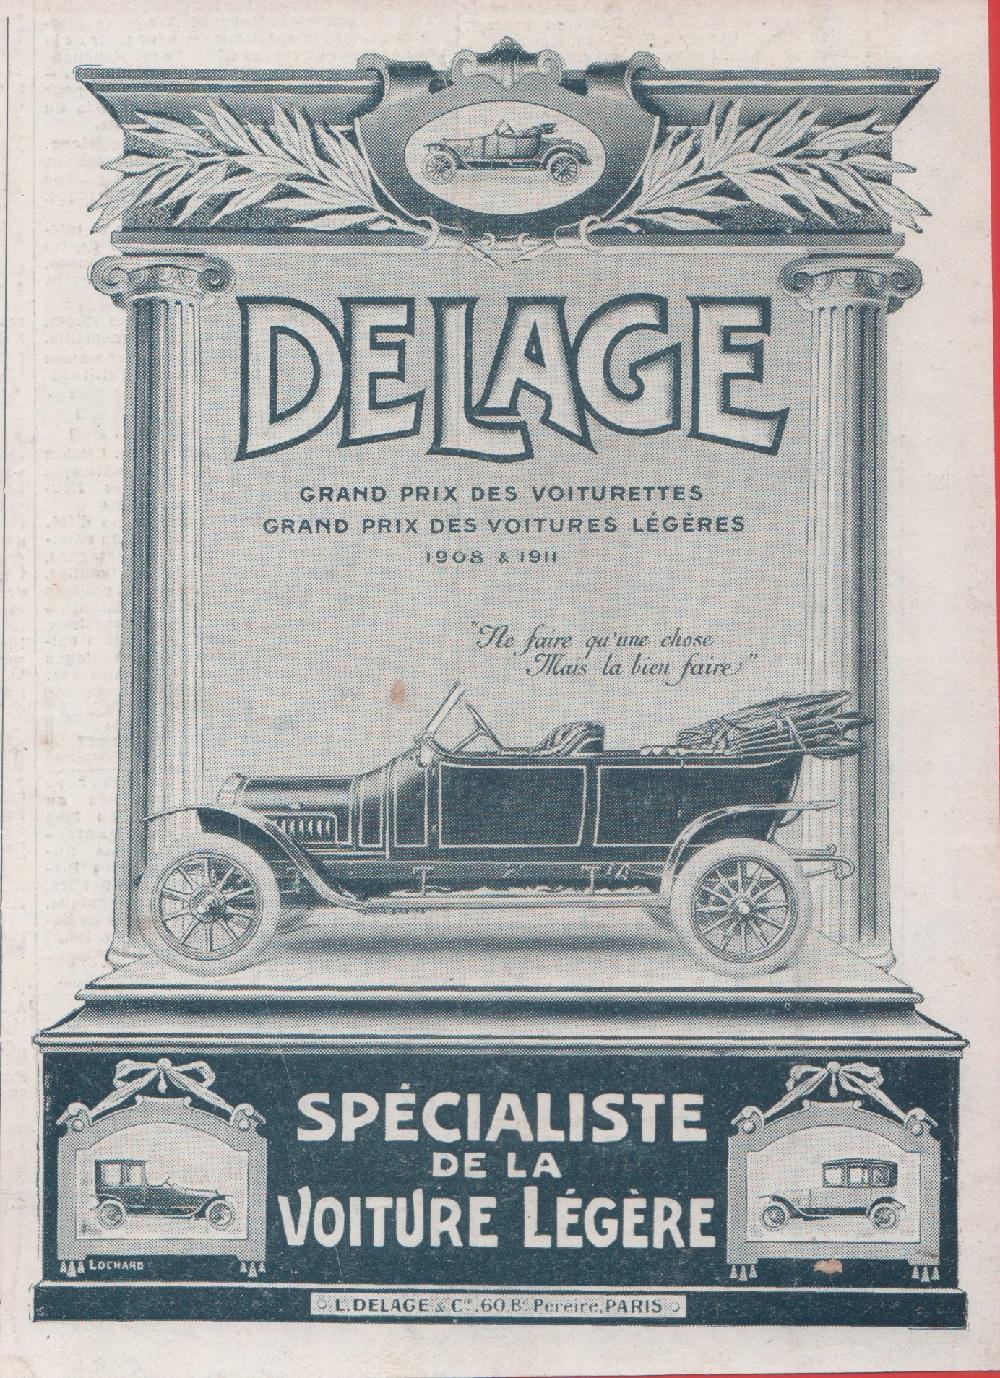 DELAGE
GRAND PRIX DES VOITURETTES
GRAND PRIX DES VOITURES LÉGÈRES
1908 & 1911
"Ne faire qu'une chose
Mais la bien faire"
SPÉCIALISTE
DE LA
VOITURE LÉGÈRE
LOCHARD
L. DELAGE & Cie, 60, Bd Pereire, PARIS